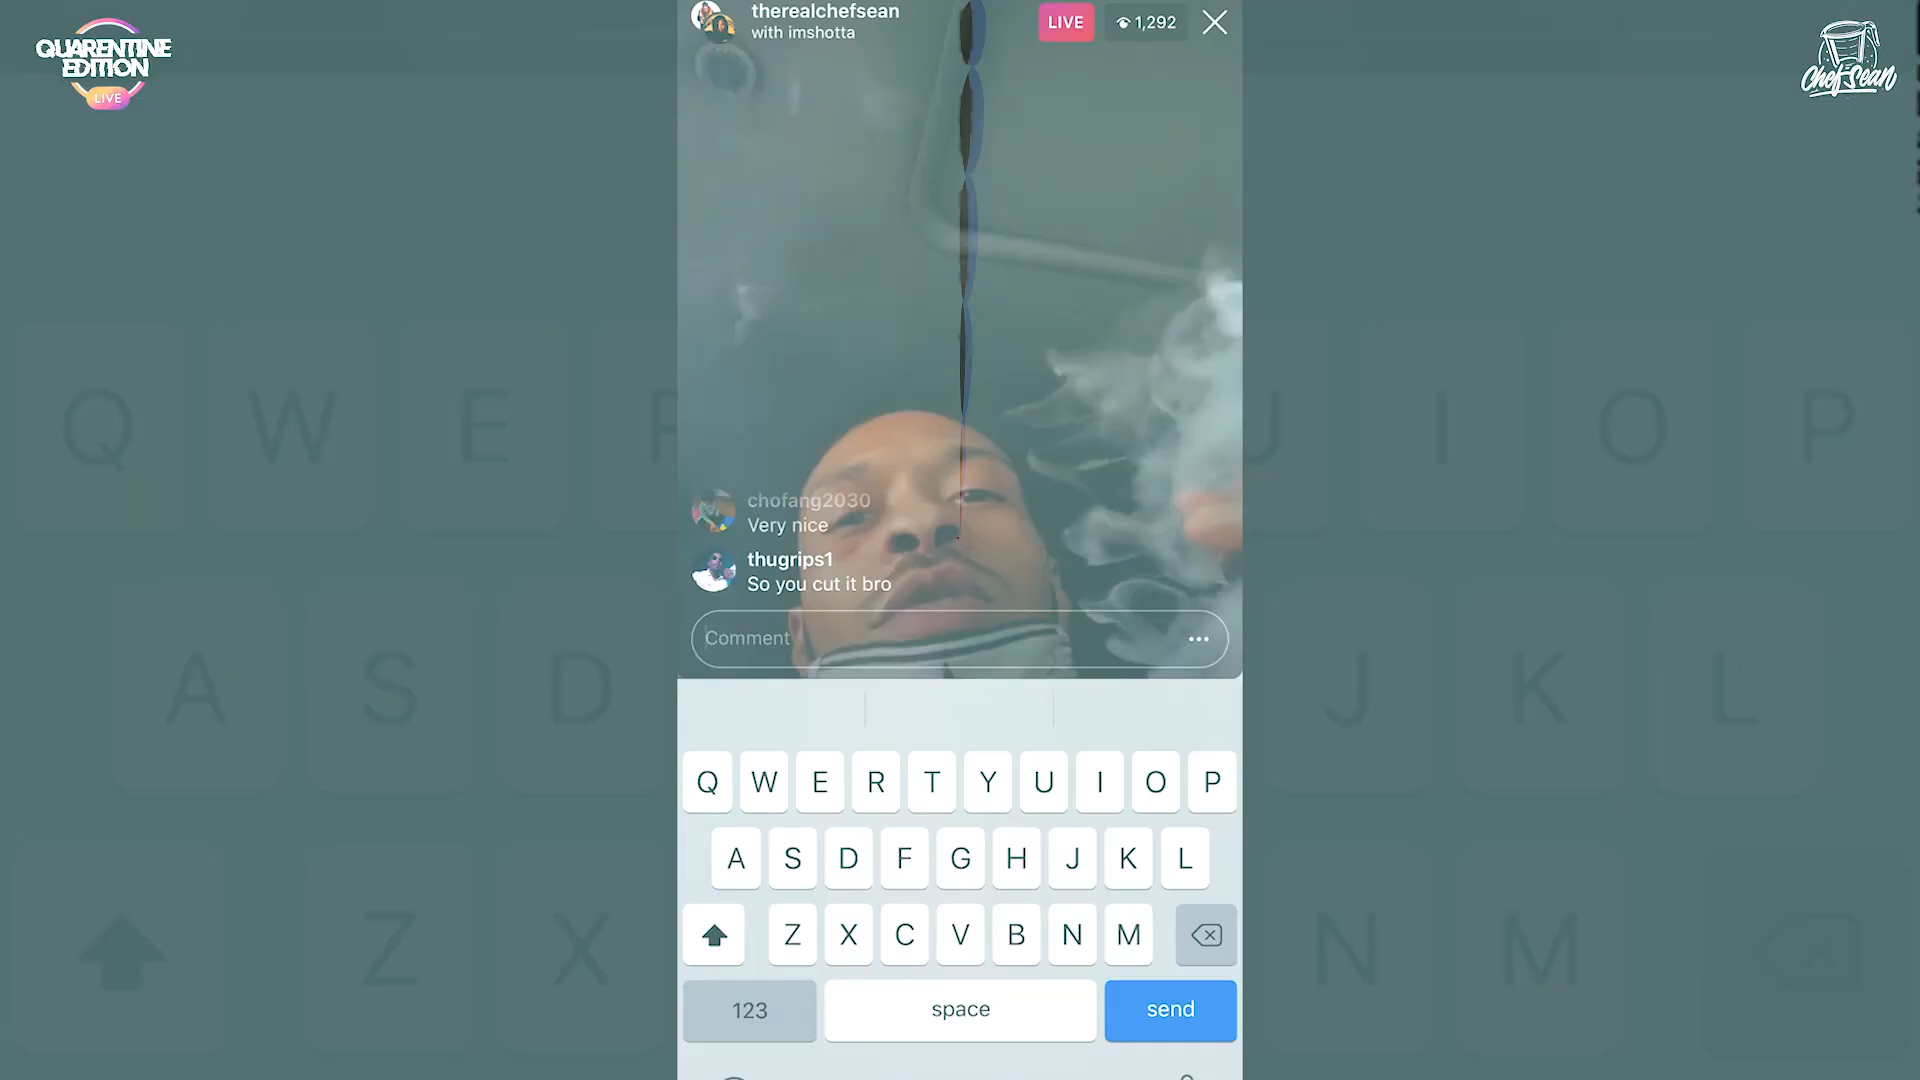 QUARENTINE
EDITION
LIVE
therealchefsean
with imshotta
LIVE
1,292
Chef Sean
chofang2030
Very nice
thugrips1
So you cut it bro
Comment
Q W E R T Y U I O P
A S D F G H J K L
Z X C V B N M
123 space send
Q W E R U I O P
A S D J K L
Z X N M